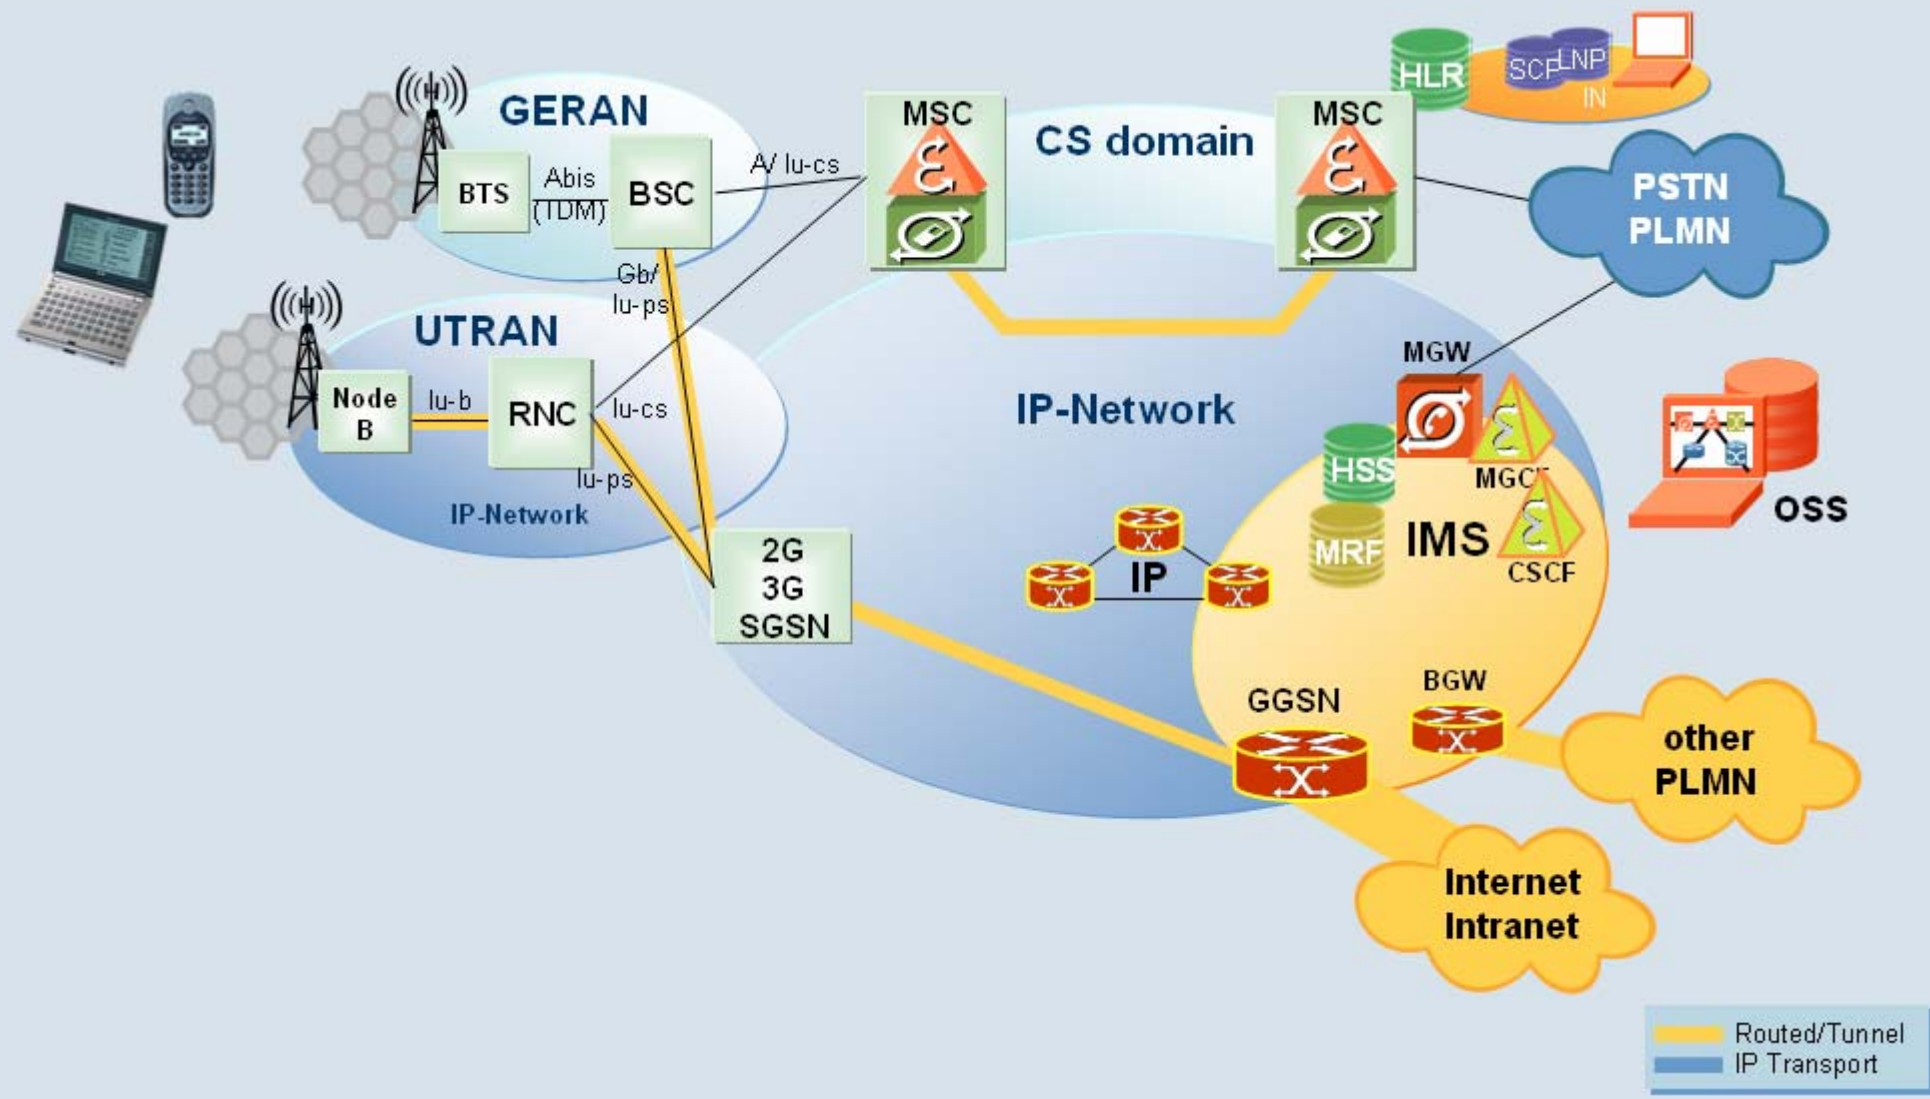 GERAN
BTS
Abis
(TDM)
BSC
A/ Iu-cs
MSC
CS domain
MSC
HLR
SCP
LNP
IN
PSTN
PLMN
Gb/
Iu-ps
UTRAN
Node
B
Iu-b
RNC
Iu-cs
Iu-ps
IP-Network
IP-Network
MGW
HSS
MGCF
MRF
IMS
CSCF
OSS
IP
2G
3G
SGSN
GGSN
BGW
other
PLMN
Internet
Intranet
Routed/Tunnel
IP Transport